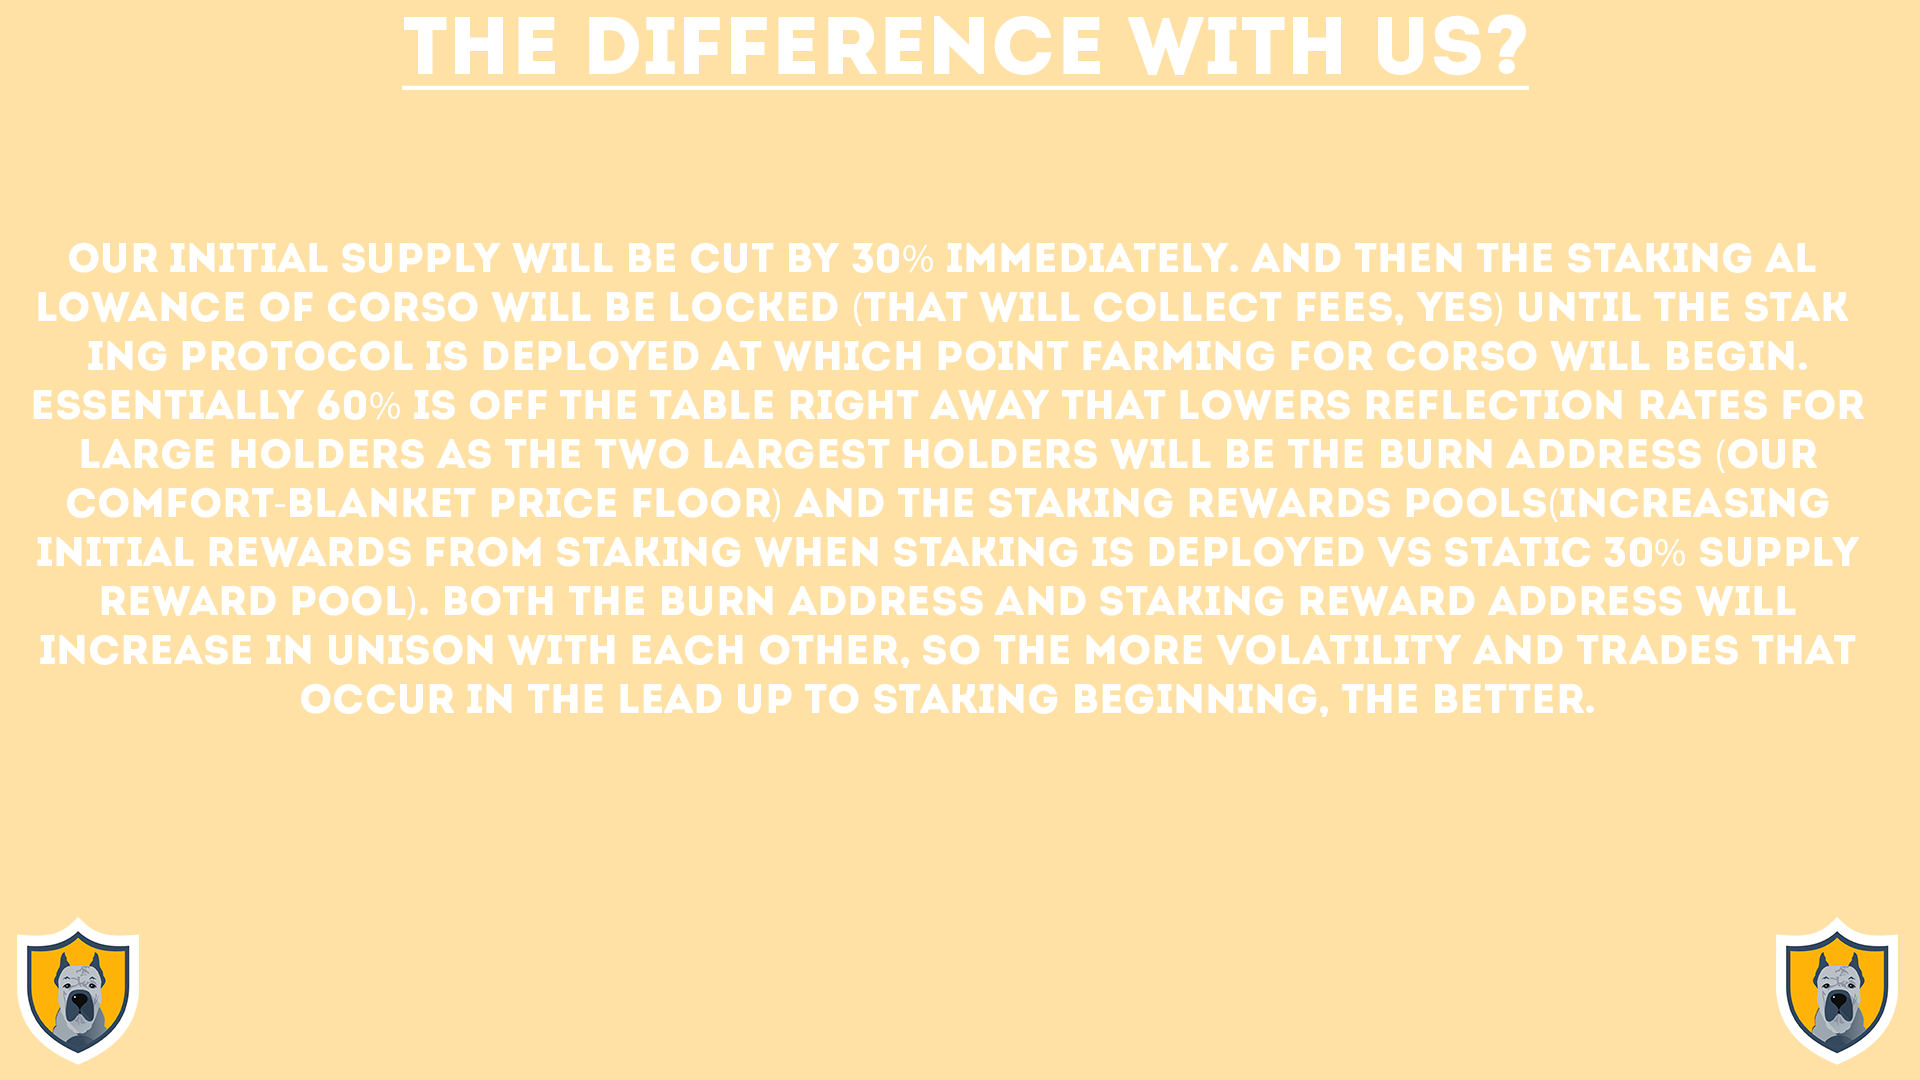 THE DIFFERENCE WITH US?
OUR INITIAL SUPPLY WILL BE CUT BY 30% IMMEDIATELY. AND THEN THE STAKING AL
LOWANCE OF CORSO WILL BE LOCKED (THAT WILL COLLECT FEES, YES) UNTIL THE STAK
ING PROTOCOL IS DEPLOYED AT WHICH POINT FARMING FOR CORSO WILL BEGIN.
ESSENTIALLY 60% IS OFF THE TABLE RIGHT AWAY THAT LOWERS REFLECTION RATES FOR
LARGE HOLDERS AS THE TWO LARGEST HOLDERS WILL BE THE BURN ADDRESS (OUR
COMFORT-BLANKET PRICE FLOOR) AND THE STAKING REWARDS POOLS(INCREASING
INITIAL REWARDS FROM STAKING WHEN STAKING IS DEPLOYED VS STATIC 30% SUPPLY
REWARD POOL). BOTH THE BURN ADDRESS AND STAKING REWARD ADDRESS WILL
INCREASE IN UNISON WITH EACH OTHER, SO THE MORE VOLATILITY AND TRADES THAT
OCCUR IN THE LEAD UP TO STAKING BEGINNING, THE BETTER.